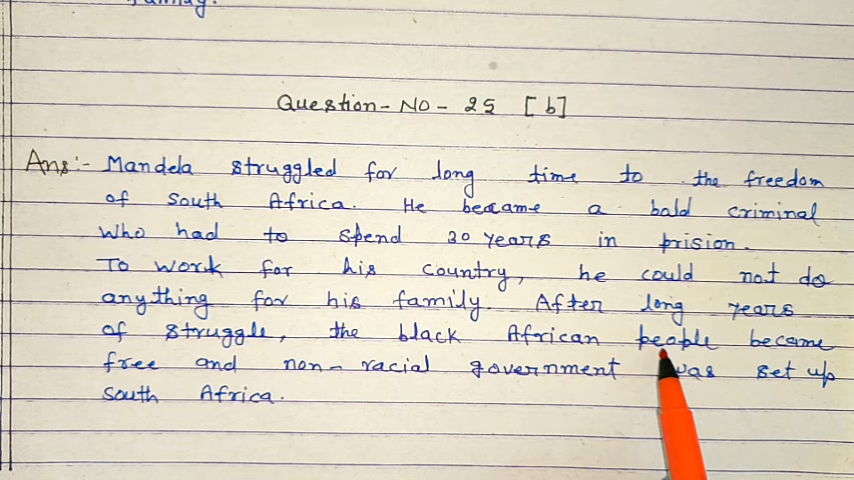 Question-No- 25 [b]
Ans:- Mandela struggled for long time to the freedom
of South Africa. He became a bald criminal
who had to spend 30 years in prision.
To work for his country, he could not do
anything for his family. After long years
of struggle, the black African people became
free and non-racial government was set up
South Africa.